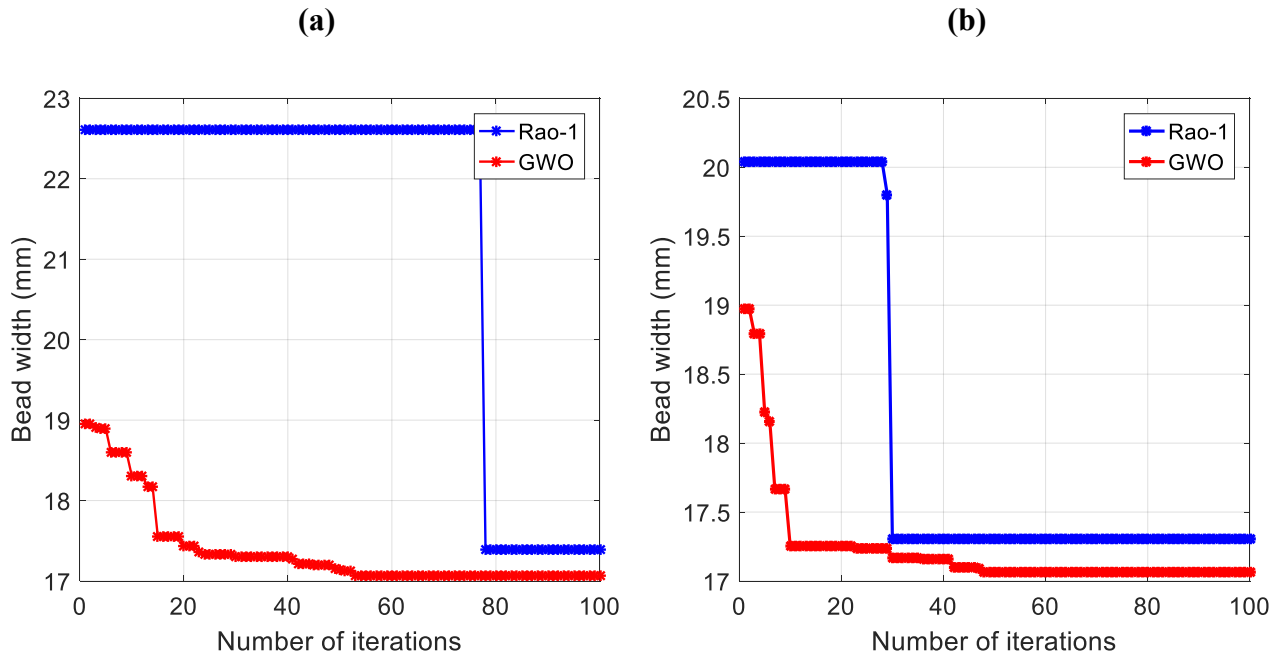 (a)
23
22
21
20
19
18
17
Bead width (mm)
0 20 40 60 80 100
Number of iterations
Rao-1
GWO
(b)
20.5
20
19.5
19
18.5
18
17.5
17
Bead width (mm)
0 20 40 60 80 100
Number of iterations
Rao-1
GWO